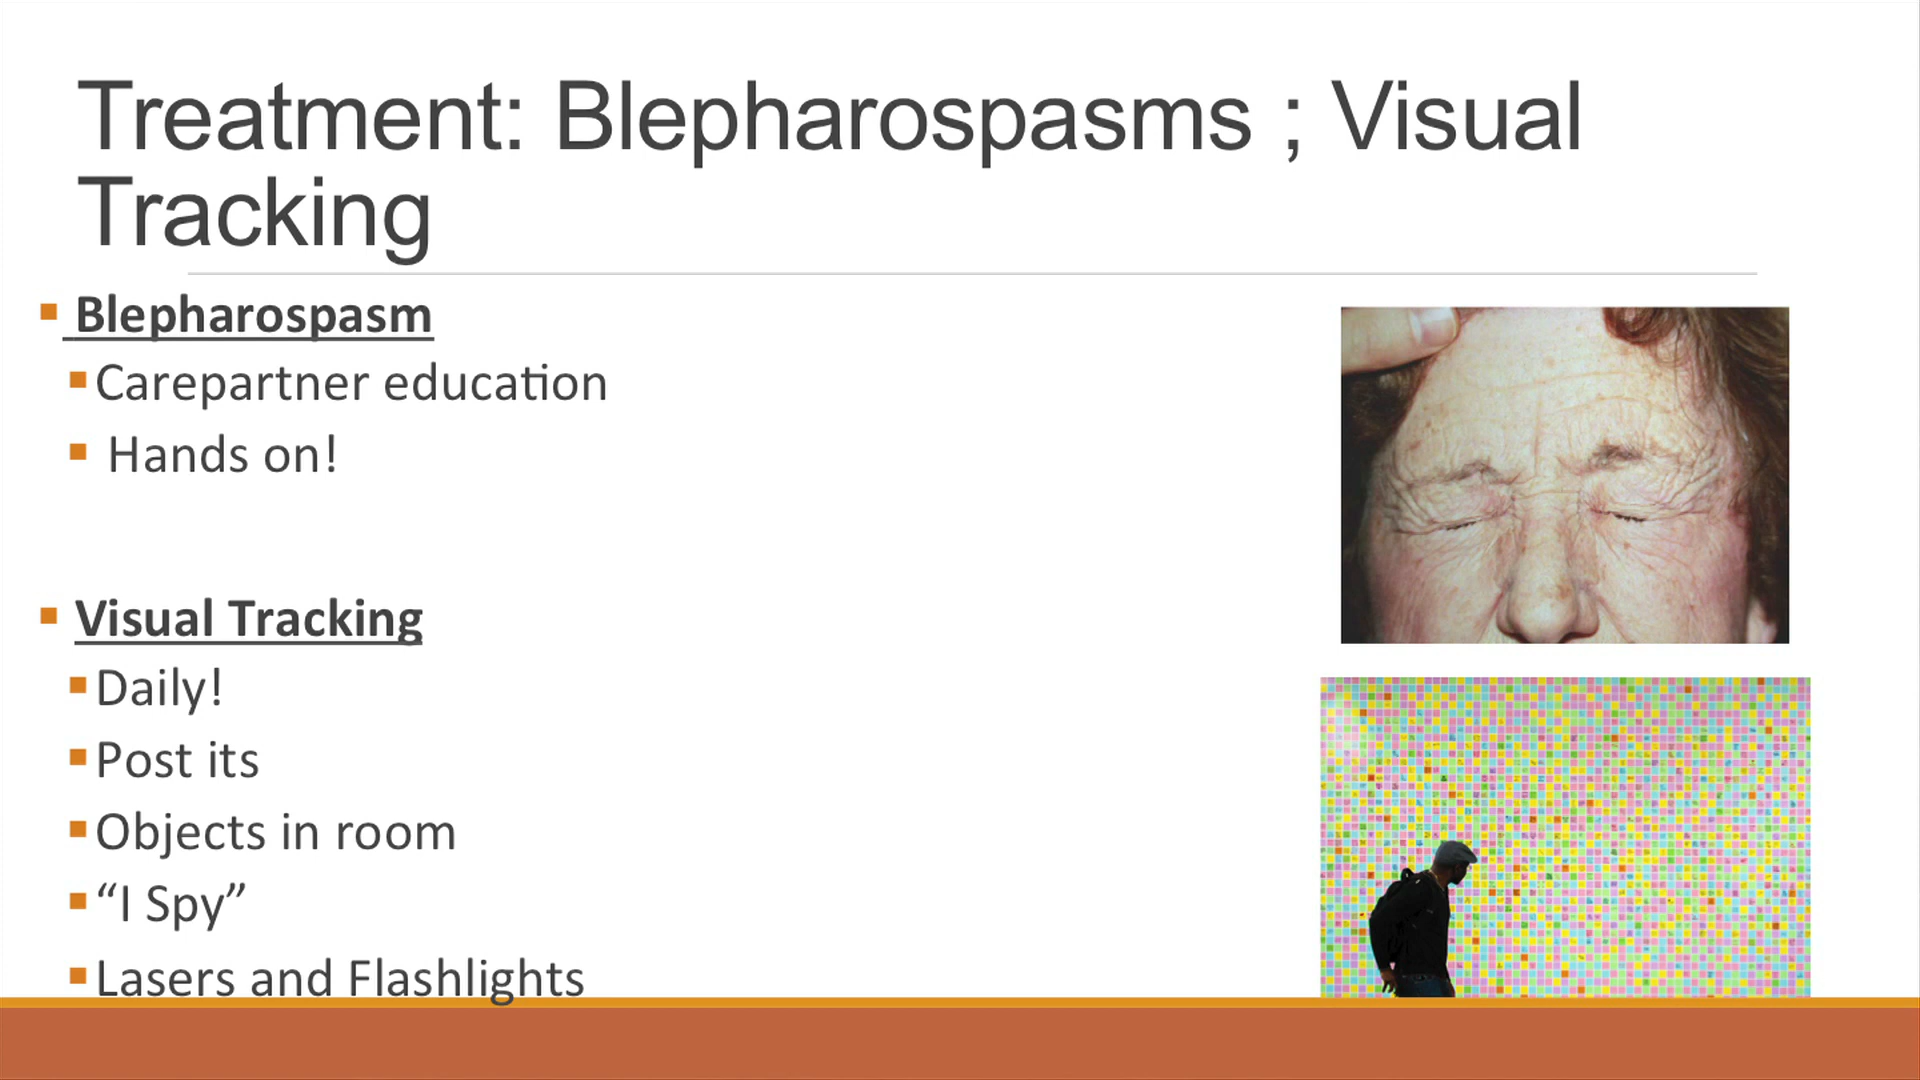 Treatment: Blepharospasms ; Visual
Tracking
Blepharospasm
Carepartner education
Hands on!
Visual Tracking
Daily!
Post its
Objects in room
“I Spy”
Lasers and Flashlights